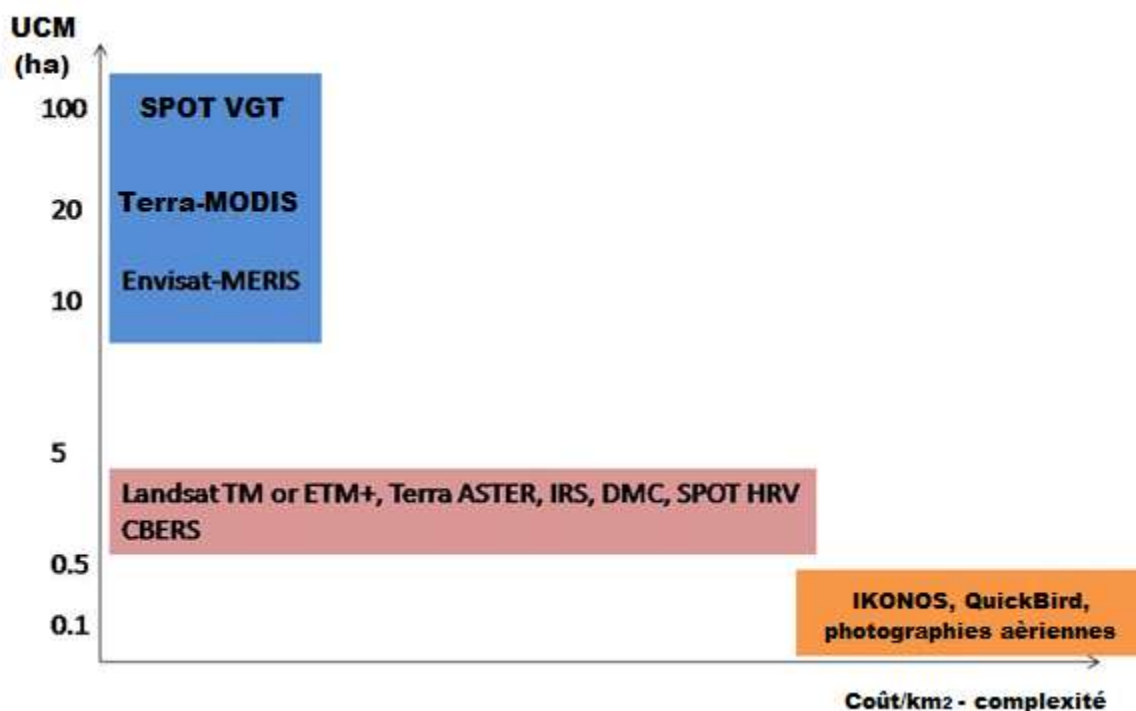 UCM
(ha)
100
SPOT VGT
20
Terra-MODIS
10
Envisat-MERIS
5
Landsat TM or ETM+, Terra ASTER, IRS, DMC, SPOT HRV
CBERS
0.5
0.1
IKONOS, QuickBird,
photographies aèriennes
Coût/km2 - complexité